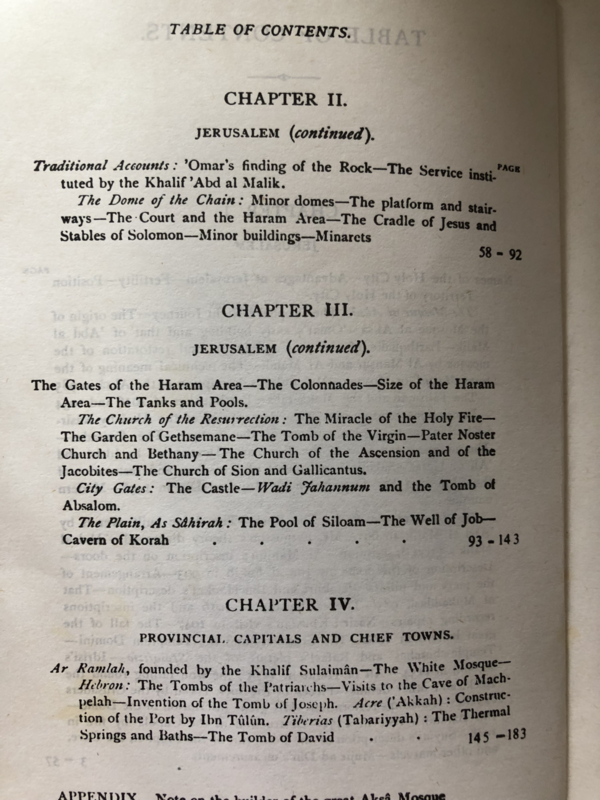 TABLE OF CONTENTS.
CHAPTER II.
JERUSALEM (continued).
PAGE
Traditional Accounts: 'Omar's finding of the Rock—The Service insti-
tuted by the Khalif 'Abd al Malik.
The Dome of the Chain: Minor domes—The platform and stair-
ways—The Court and the Haram Area—The Cradle of Jesus and
Stables of Solomon—Minor buildings—Minarets
58 - 92
CHAPTER III.
JERUSALEM (continued).
The Gates of the Haram Area—The Colonnades—Size of the Haram
Area—The Tanks and Pools.
The Church of the Resurrection: The Miracle of the Holy Fire—
The Garden of Gethsemane—The Tomb of the Virgin—Pater Noster
Church and Bethany—The Church of the Ascension and of the
Jacobites—The Church of Sion and Gallicantus.
City Gates: The Castle—Wadi Jahannum and the Tomb of
Absalom.
The Plain, As Sâhirah: The Pool of Siloam—The Well of Job—
Cavern of Korah . . . . . 93 - 143
CHAPTER IV.
PROVINCIAL CAPITALS AND CHIEF TOWNS.
Ar Ramlah, founded by the Khalif Sulaimân—The White Mosque—
Hebron: The Tombs of the Patriarchs—Visits to the Cave of Mach-
pelah—Invention of the Tomb of Joseph. Acre ('Akkah): Construc-
tion of the Port by Ibn Tûlûn. Tiberias (Tabariyyah): The Thermal
Springs and Baths—The Tomb of David . . 145 - 183
APPENDIX. Note on the builder of the great Aksâ Mosque